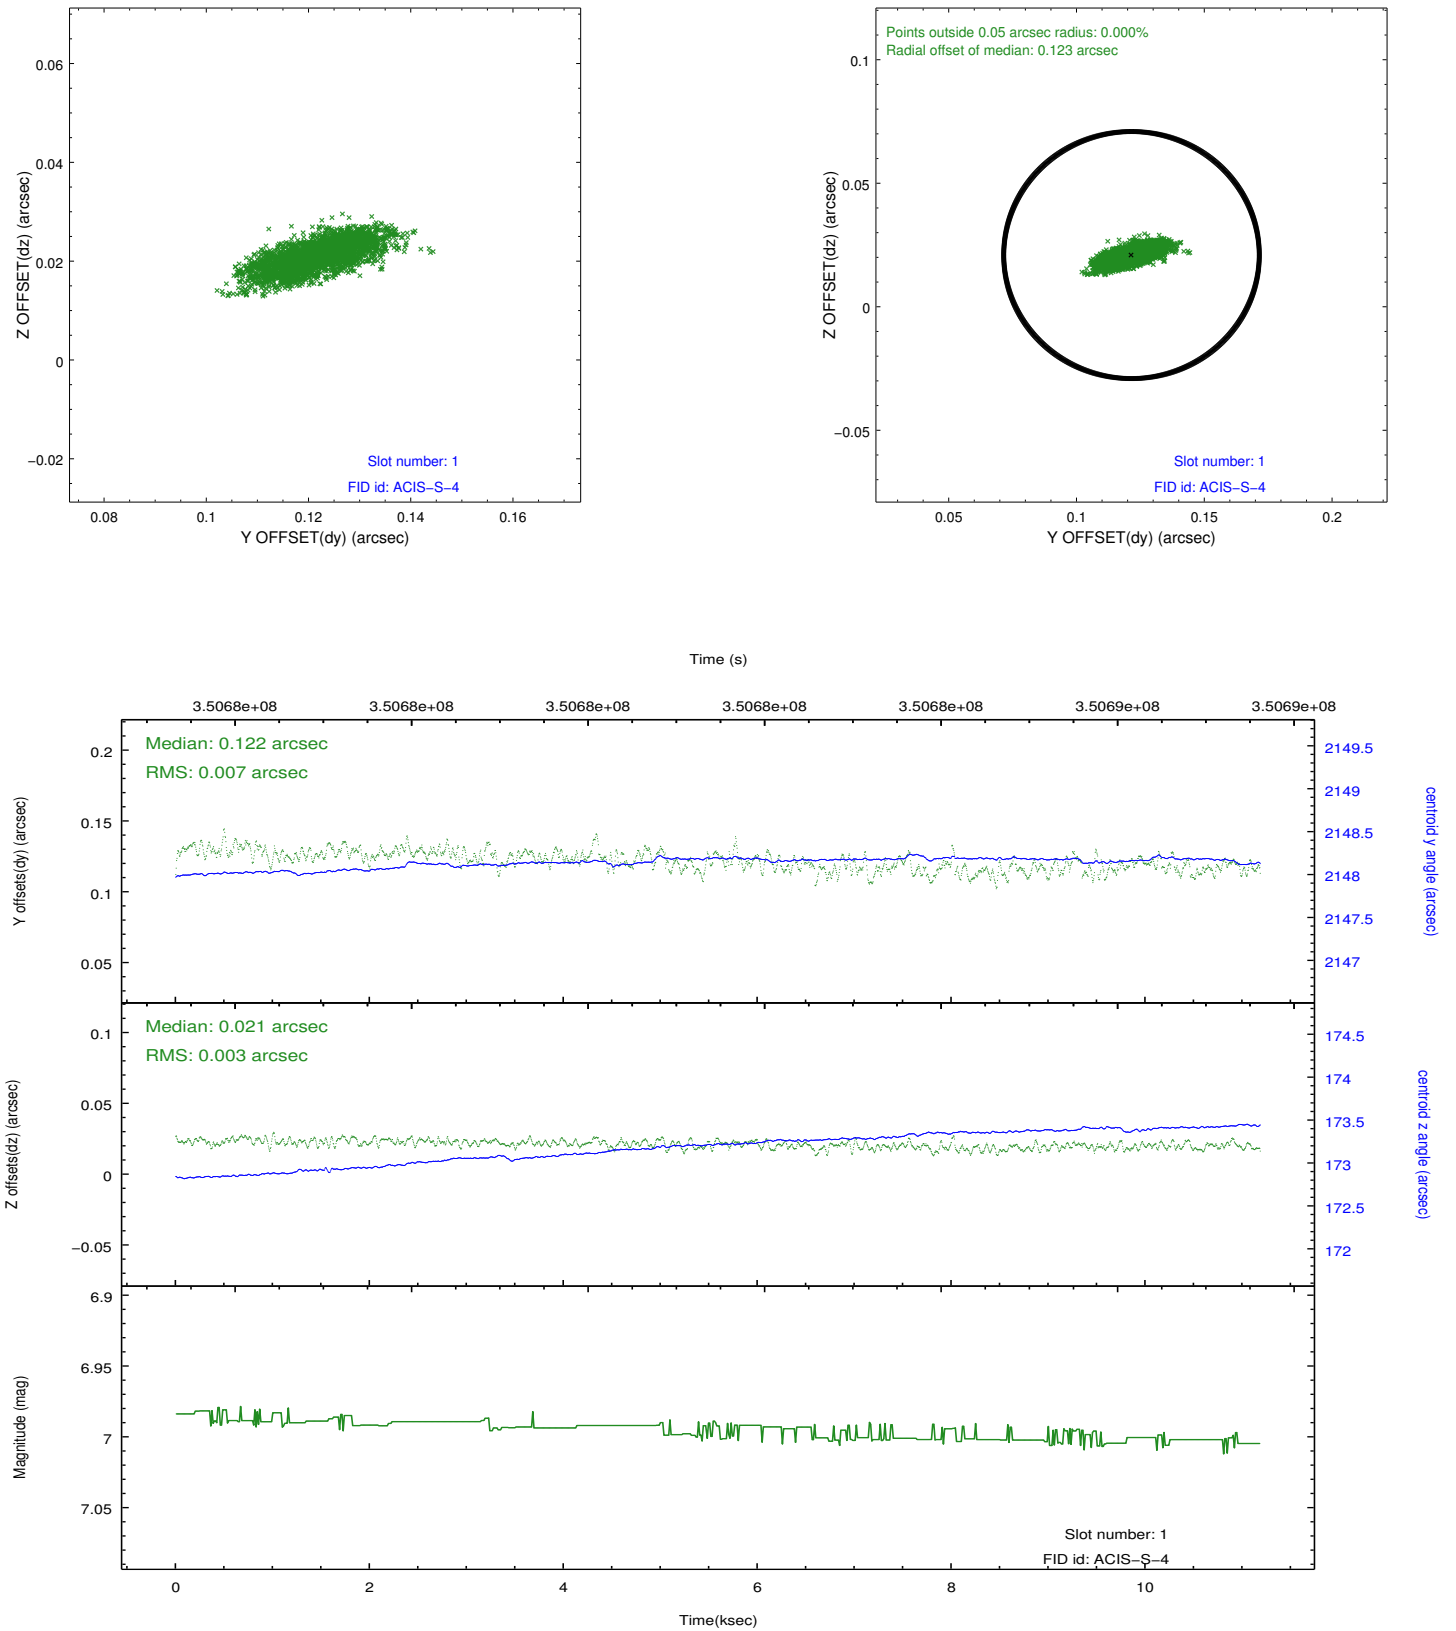 0.06
0.04
0.02
0
−0.02
Z OFFSET(dz) (arcsec)
Slot number: 1
FID id: ACIS−S−4
0.08 0.1 0.12 0.14 0.16
Y OFFSET(dy) (arcsec)
Points outside 0.05 arcsec radius: 0.000%
Radial offset of median: 0.123 arcsec
0.1
0.05
0
−0.05
Z OFFSET(dz) (arcsec)
Slot number: 1
FID id: ACIS−S−4
0.05 0.1 0.15 0.2
Y OFFSET(dy) (arcsec)
Time (s)
3.5068e+08 3.5068e+08 3.5068e+08 3.5068e+08 3.5068e+08 3.5069e+08 3.5069e+08
Median: 0.122 arcsec
RMS: 0.007 arcsec
0.2
0.15
0.1
0.05
Y offsets(dy) (arcsec)
2149.5
2149
2148.5
2148
2147.5
2147
centroid y angle (arcsec)
Median: 0.021 arcsec
RMS: 0.003 arcsec
0.1
0.05
0
−0.05
Z offsets(dz) (arcsec)
174.5
174
173.5
173
172.5
172
centroid z angle (arcsec)
6.9
6.95
7
7.05
Magnitude (mag)
Slot number: 1
FID id: ACIS−S−4
0 2 4 6 8 10
Time(ksec)